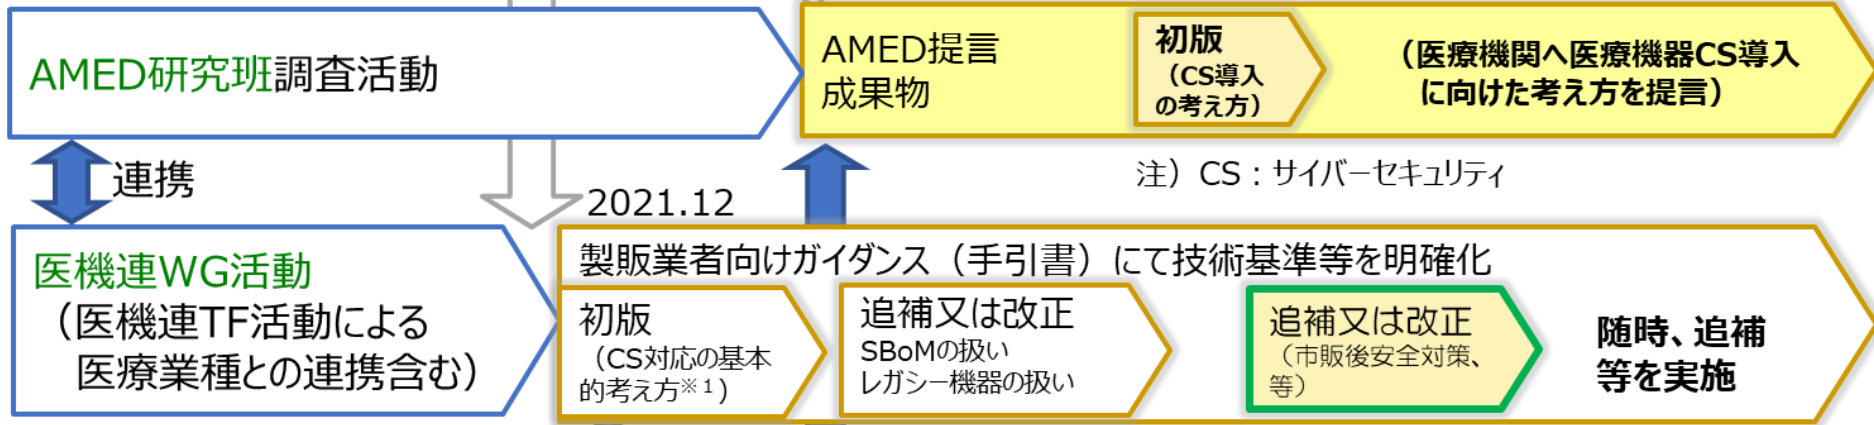 AMED研究班調査活動
AMED提言
成果物
初版
（CS導入
の考え方）
（医療機関へ医療機器CS導入
に向けた考え方を提言）
連携
注）CS：サイバーセキュリティ
2021.12
医機連WG活動
（医機連TF活動による
医療業種との連携含む）
製販業者向けガイダンス（手引書）にて技術基準等を明確化
初版
（CS対応の基本
的考え方※1）
追補又は改正
SBoMの扱い
レガシー機器の扱い
追補又は改正
（市販後安全対策、
等）
随時、追補
等を実施